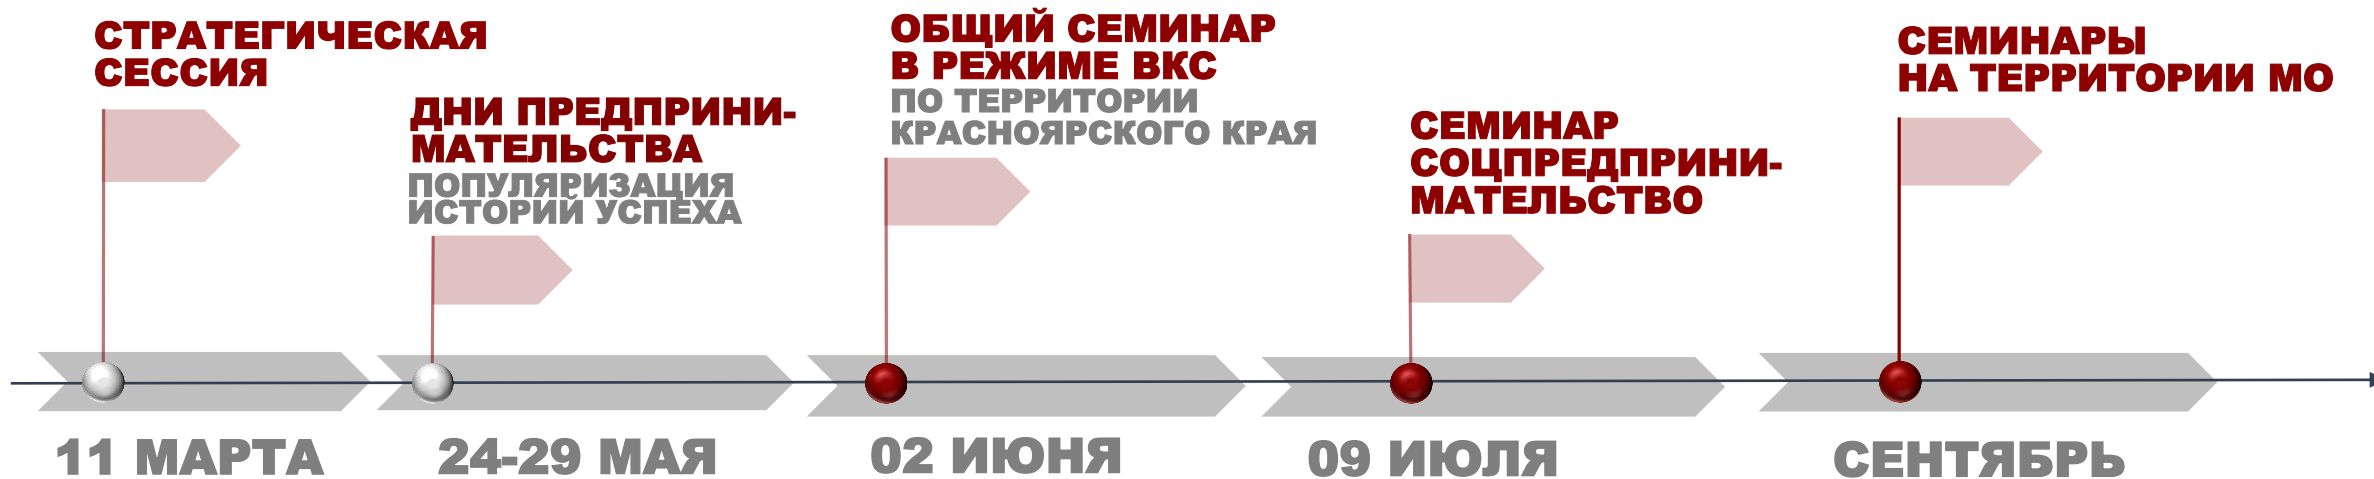 СТРАТЕГИЧЕСКАЯ
СЕССИЯ
ДНИ ПРЕДПРИНИ-
МАТЕЛЬСТВА
ПОПУЛЯРИЗАЦИЯ
ИСТОРИЙ УСПЕХА
ОБЩИЙ СЕМИНАР
В РЕЖИМЕ ВКС
ПО ТЕРРИТОРИИ
КРАСНОЯРСКОГО КРАЯ
СЕМИНАР
СОЦПРЕДПРИНИ-
МАТЕЛЬСТВО
СЕМИНАРЫ
НА ТЕРРИТОРИИ МО
11 МАРТА
24-29 МАЯ
02 ИЮНЯ
09 ИЮЛЯ
СЕНТЯБРЬ